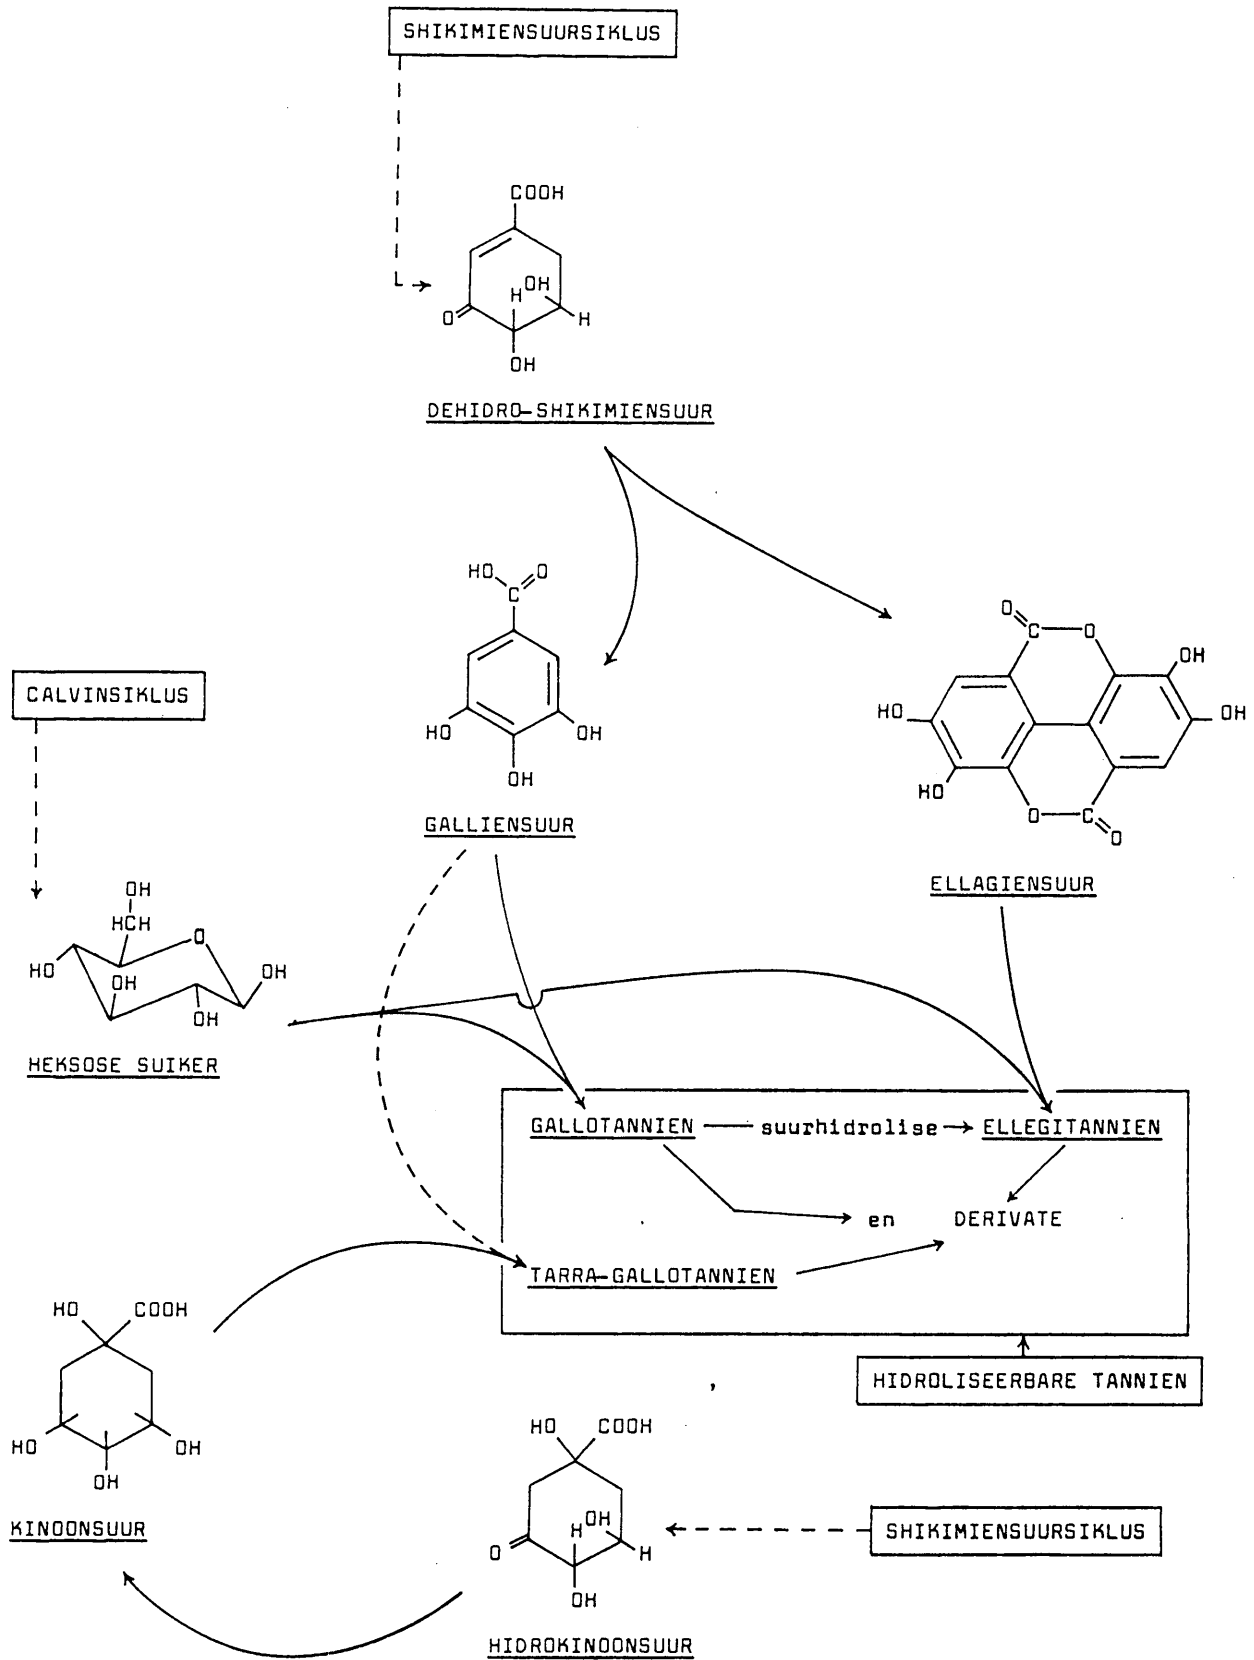 SHIKIMIENSUURSIKLUS
COOH
OH
H
O
H
OH
DEHIDRO-SHIKIMIENSUUR
HO O
C
HO OH
OH
GALLIENSUUR
O
C O
OH
HO OH
HO
O C
O
ELLAGIENSUUR
CALVINSIKLUS
OH
HCH
O
HO OH
OH
OH
HEKSOSE SUIKER
GALLOTANNIEN suurhidrolise ELLEGITANNIEN
en DERIVATE
TARRA-GALLOTANNIEN
HIDROLISEERBARE TANNIEN
HO COOH
HO OH
OH
KINOONSUUR
HO COOH
OH
H
O H
OH
SHIKIMIENSUURSIKLUS
HIDROKINOONSUUR